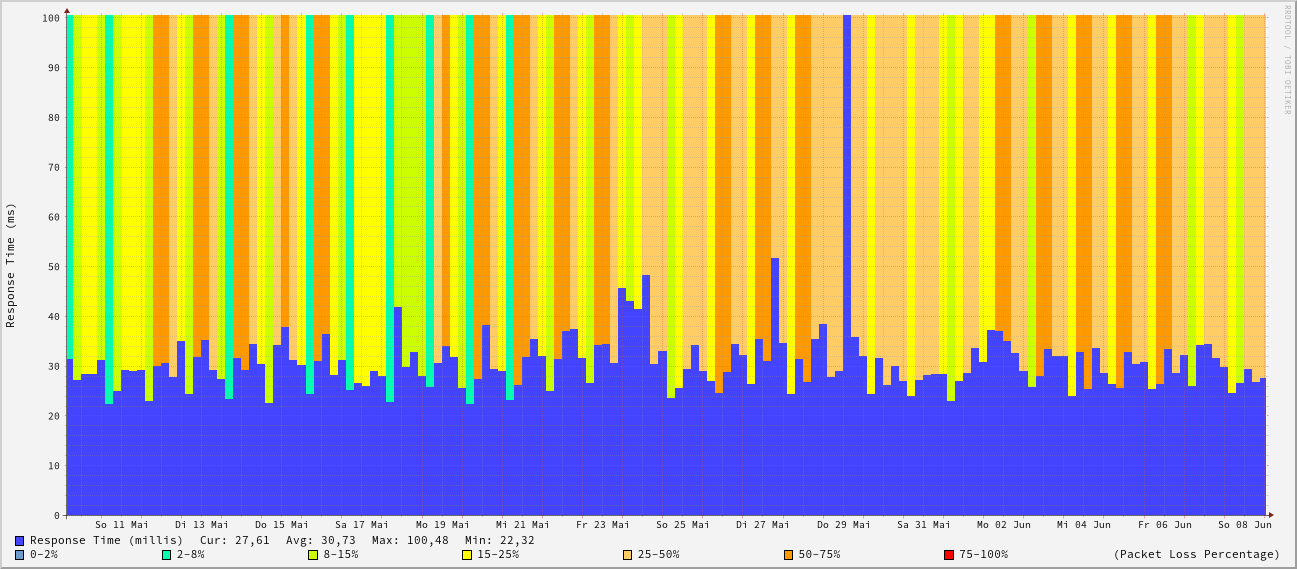 RRDTOOL / TOBI OETIKER
Response Time (ms)
100
90
80
70
60
50
40
30
20
10
0
So 11 Mai Di 13 Mai Do 15 Mai Sa 17 Mai Mo 19 Mai Mi 21 Mai Fr 23 Mai So 25 Mai Di 27 Mai Do 29 Mai Sa 31 Mai Mo 02 Jun Mi 04 Jun Fr 06 Jun So 08 Jun
Response Time (millis) Cur: 27,61 Avg: 30,73 Max: 100,48 Min: 22,32
0-2% 2-8% 8-15% 15-25% 25-50% 50-75% 75-100% (Packet Loss Percentage)